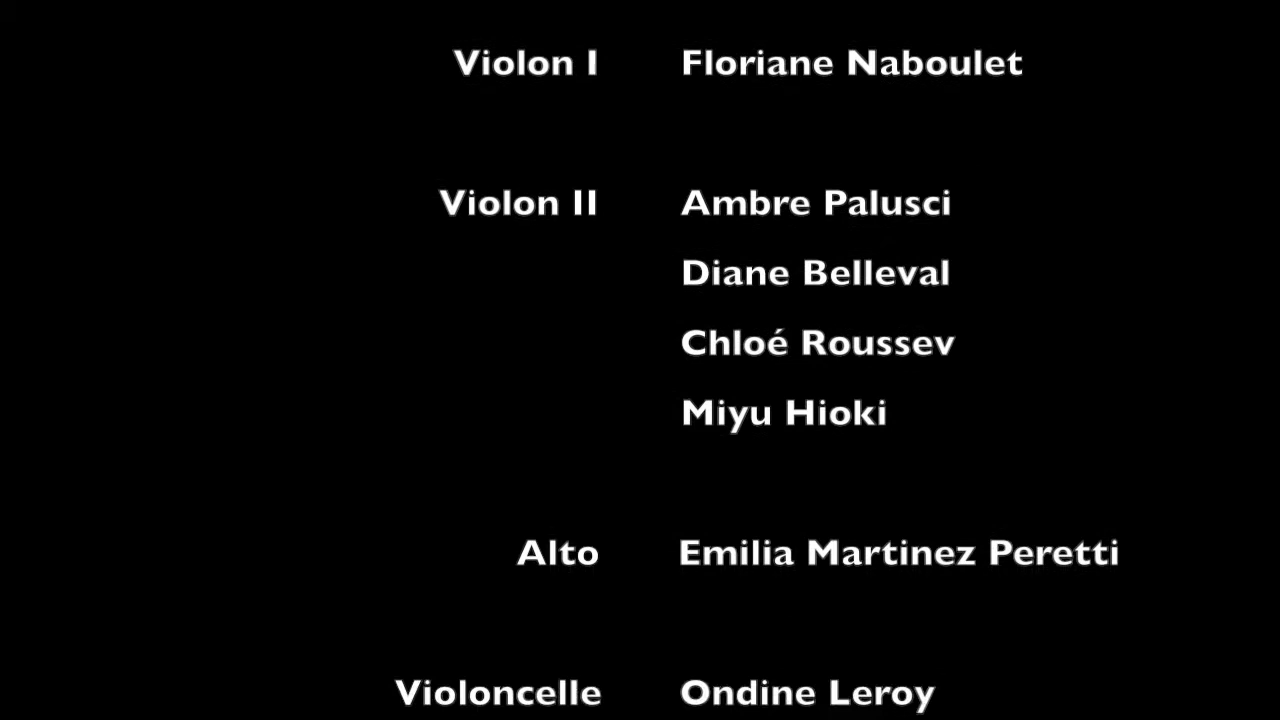 Violon I Floriane Naboulet
Violon II Ambre Palusci
Diane Belleval
Chloé Roussev
Miyu Hioki
Alto Emilia Martinez Peretti
Violoncelle Ondine Leroy